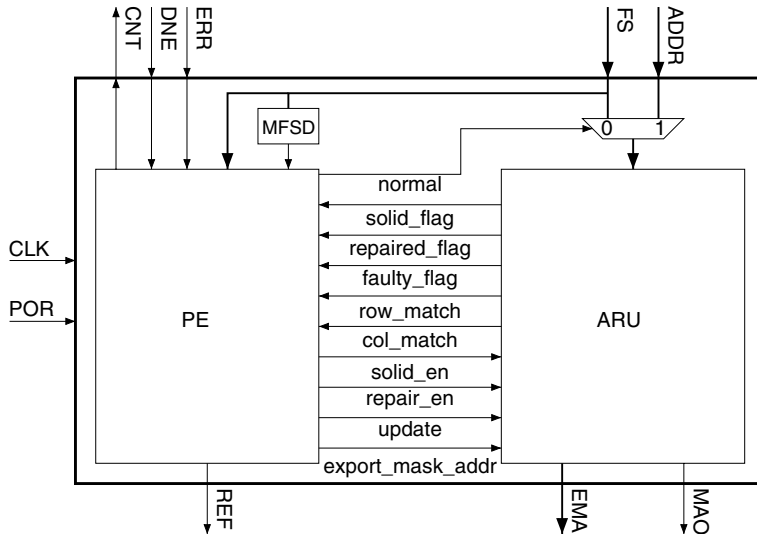 CNT
DNE
ERR
FS
ADDR
MFSD
0 1
normal
solid_flag
repaired_flag
faulty_flag
row_match
col_match
solid_en
repair_en
update
export_mask_addr
CLK
POR
PE
ARU
REF
EMA
MAO